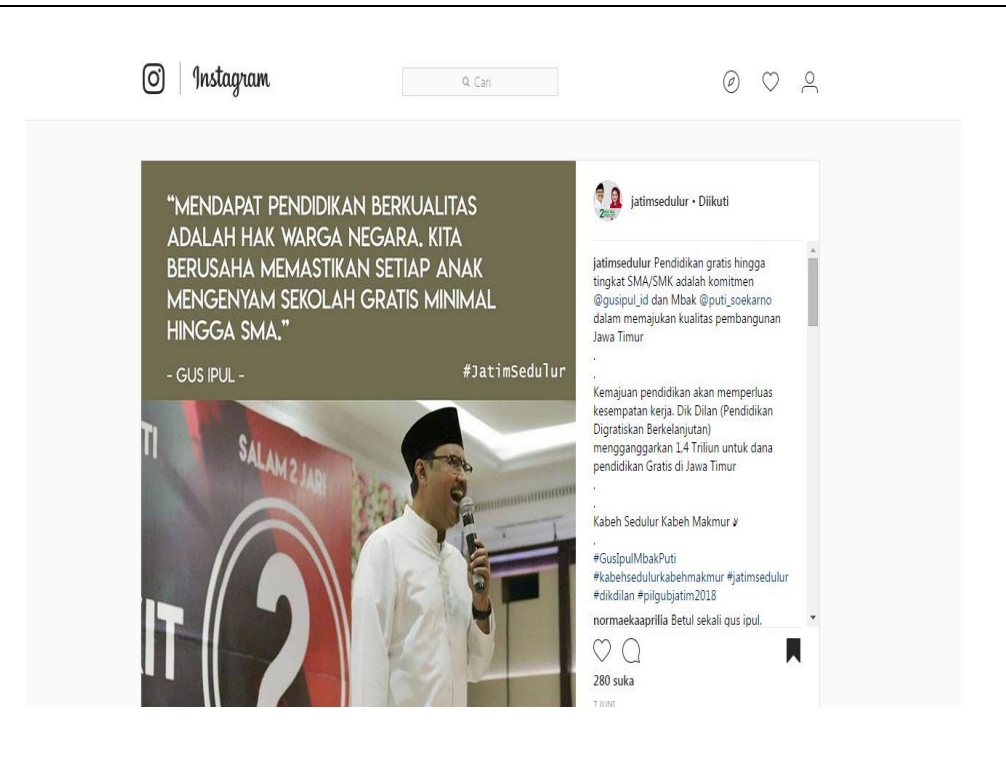 Instagram
Cari
“MENDAPAT PENDIDIKAN BERKUALITAS
ADALAH HAK WARGA NEGARA. KITA
BERUSAHA MEMASTIKAN SETIAP ANAK
MENGENYAM SEKOLAH GRATIS MINIMAL
HINGGA SMA.”
- GUS IPUL -
#JatimSedulur
SALAM 2 JARI
2
jatimsedulur • Diikuti
jatimsedulur Pendidikan gratis hingga
tingkat SMA/SMK adalah komitmen
@gusipul_id dan Mbak @puti_soekarno
dalam memajukan kualitas pembangunan
Jawa Timur
.
.
Kemajuan pendidikan akan memperluas
kesempatan kerja. Dik Dilan (Pendidikan
Digratiskan Berkelanjutan)
mengganggarkan 1.4 Triliun untuk dana
pendidikan Gratis di Jawa Timur
.
.
Kabeh Sedulur Kabeh Makmur
.
#GusIpulMbakPuti
#kabehsedulurkabehmakmur #jatimsedulur
#dikdilan #pilgubjatim2018
normaekaaprilia Betul sekali gus ipul.
280 suka
7 JUNI